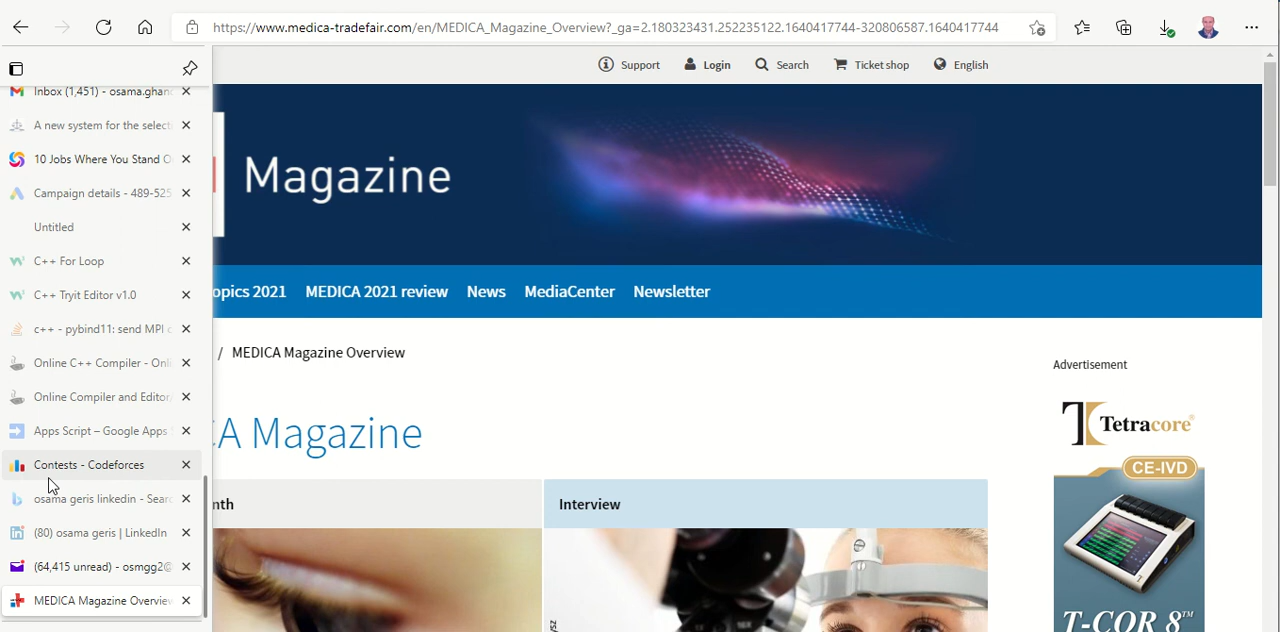 https://www.medica-tradefair.com/en/MEDICA_Magazine_Overview?_ga=2.180323431.252235122.1640417744-320806587.1640417744
Support Login Search Ticket shop English
Inbox (1,451) - osama.ghan
A new system for the select
10 Jobs Where You Stand O
Campaign details - 489-525
Untitled
C++ For Loop
C++ Tryit Editor v1.0
c++ - pybind11: send MPI c
Online C++ Compiler - Onli
Online Compiler and Editor/
Apps Script – Google Apps
Contests - Codeforces
osama geris linkedin - Searc
(80) osama geris | LinkedIn
(64,415 unread) - osmgg2@
MEDICA Magazine Overview
Magazine
opics 2021 MEDICA 2021 review News MediaCenter Newsletter
/ MEDICA Magazine Overview
CA Magazine
nth
Interview
Advertisement
Tetracore®
CE-IVD
T-COR 8™